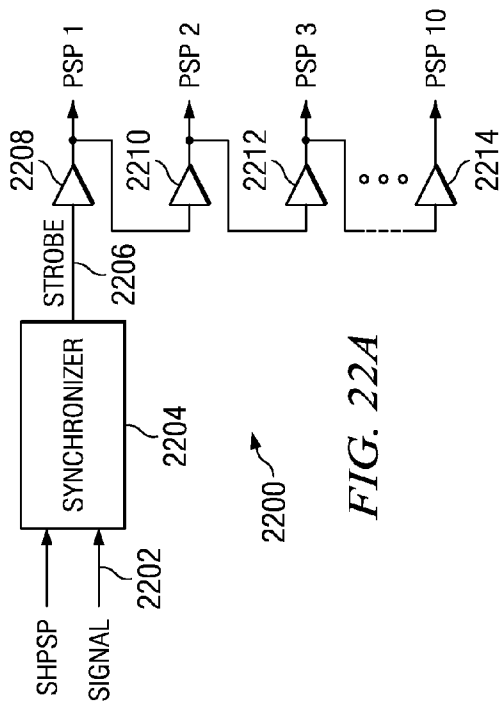 SHPSP
SIGNAL
2202
SYNCHRONIZER
2204
STROBE
2206
2208
PSP 1
2210
PSP 2
2212
PSP 3
2214
PSP 10
2200
FIG. 22A